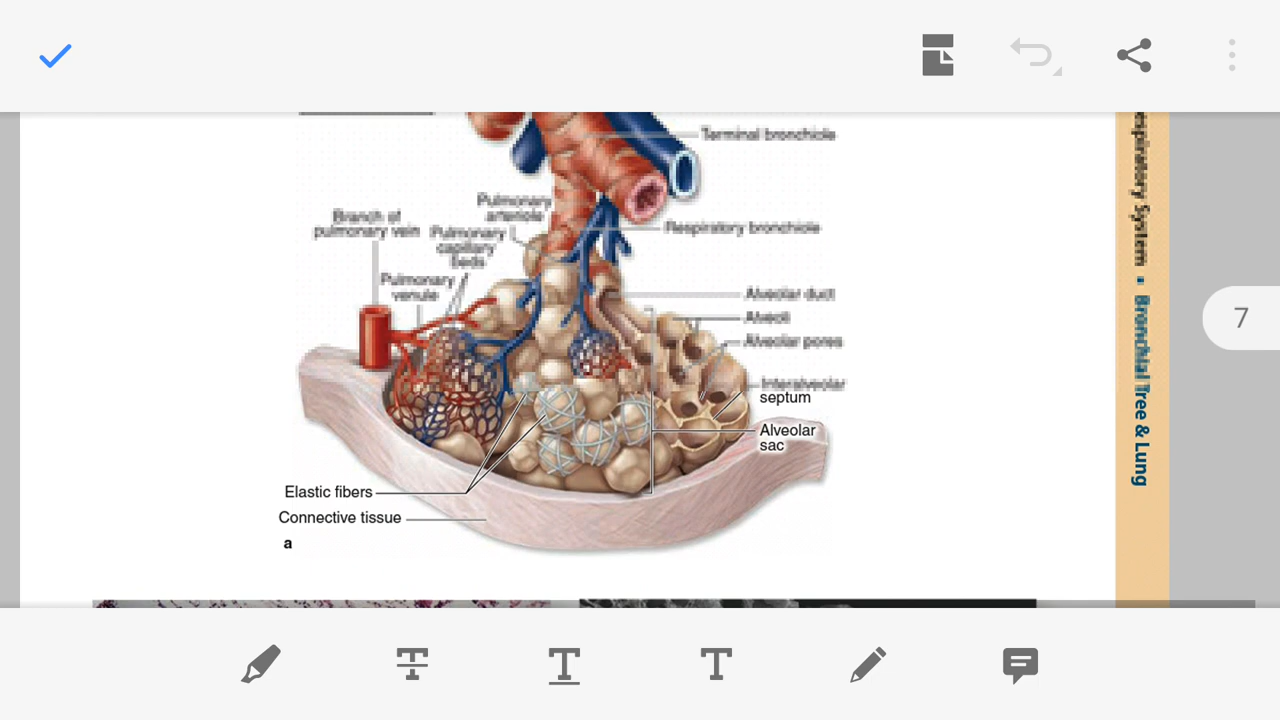 Terminal bronchiole
Pulmonary
arteriole
Branch of
pulmonary vein
Pulmonary
capillary
beds
Respiratory bronchiole
Pulmonary
venule
Alveolar duct
Alveoli
Alveolar pores
Interalveolar
septum
Alveolar
sac
Elastic fibers
Connective tissue
a
espiratory System ▪ Bronchial Tree & Lung
7
T
T
T